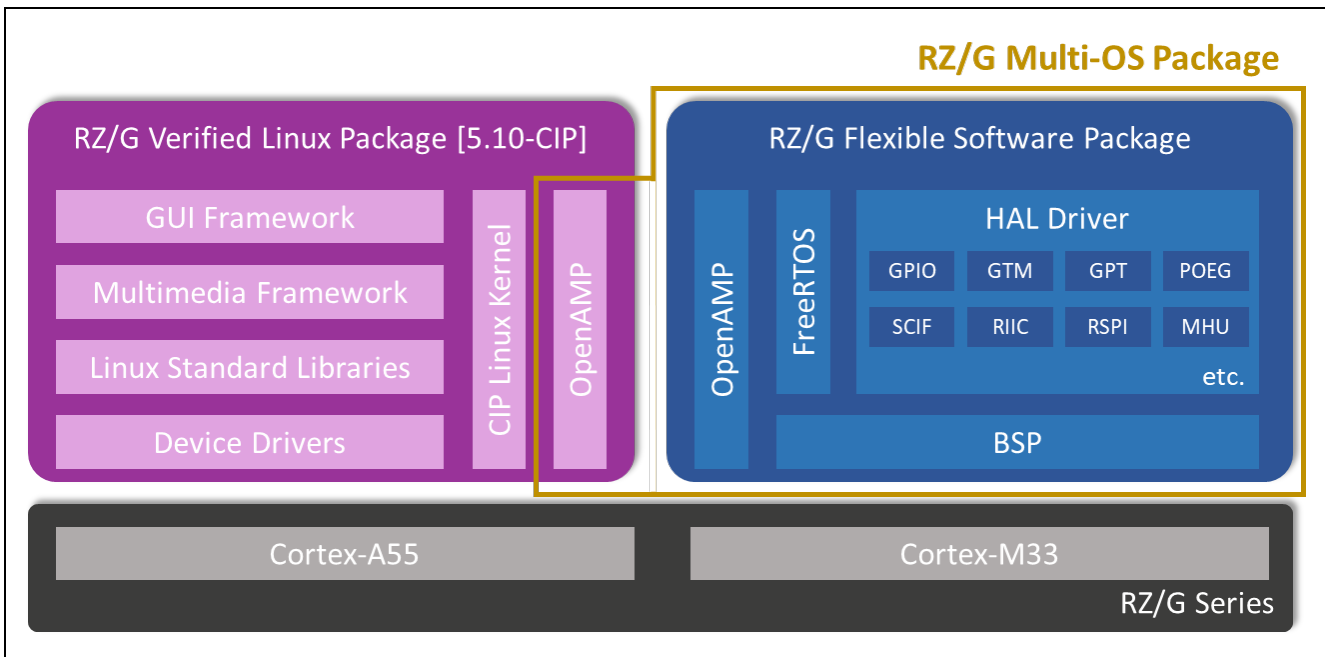 RZ/G Multi-OS Package
RZ/G Verified Linux Package [5.10-CIP]
GUI Framework
Multimedia Framework
Linux Standard Libraries
Device Drivers
CIP Linux Kernel
OpenAMP
RZ/G Flexible Software Package
OpenAMP
FreeRTOS
HAL Driver
GPIO GTM GPT POEG
SCIF RIIC RSPI MHU
etc.
BSP
Cortex-A55
Cortex-M33
RZ/G Series